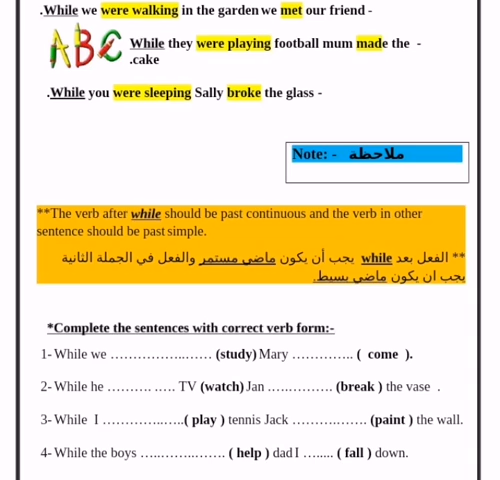 .While we were walking in the garden we met our friend -
ABC
While they were playing football mum made the -
.cake
.While you were sleeping Sally broke the glass -
Note: - ملاحظة
**The verb after while should be past continuous and the verb in other
sentence should be past simple.
** الفعل بعد while يجب أن يكون ماضي مستمر والفعل في الجملة الثانية
يجب ان يكون ماضي بسيط.
*Complete the sentences with correct verb form:-
1- While we …………….…… (study) Mary …………. ( come ).
2- While he ………. ….. TV (watch) Jan ….……… (break ) the vase .
3- While I …………..…..( play ) tennis Jack ……….……. (paint ) the wall.
4- While the boys …..…….……. ( help ) dad I …..... ( fall ) down.